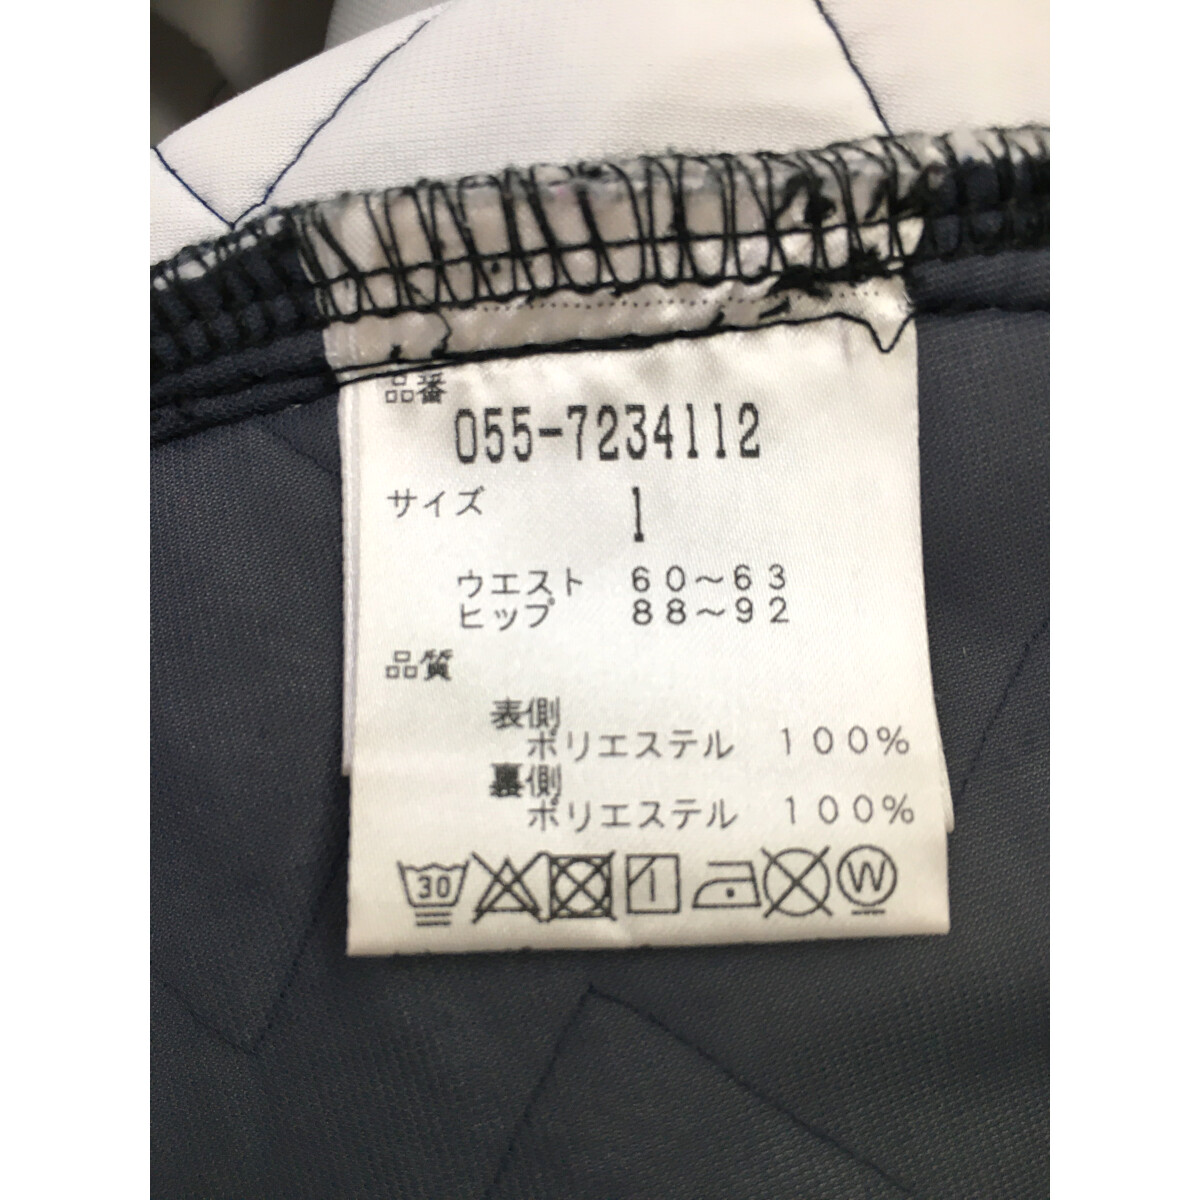 品番
055-7234112
サイズ 1
ウエスト 60～63
ヒップ 88～92
品質
表側
ポリエステル 100%
裏側
ポリエステル 100%
30 W